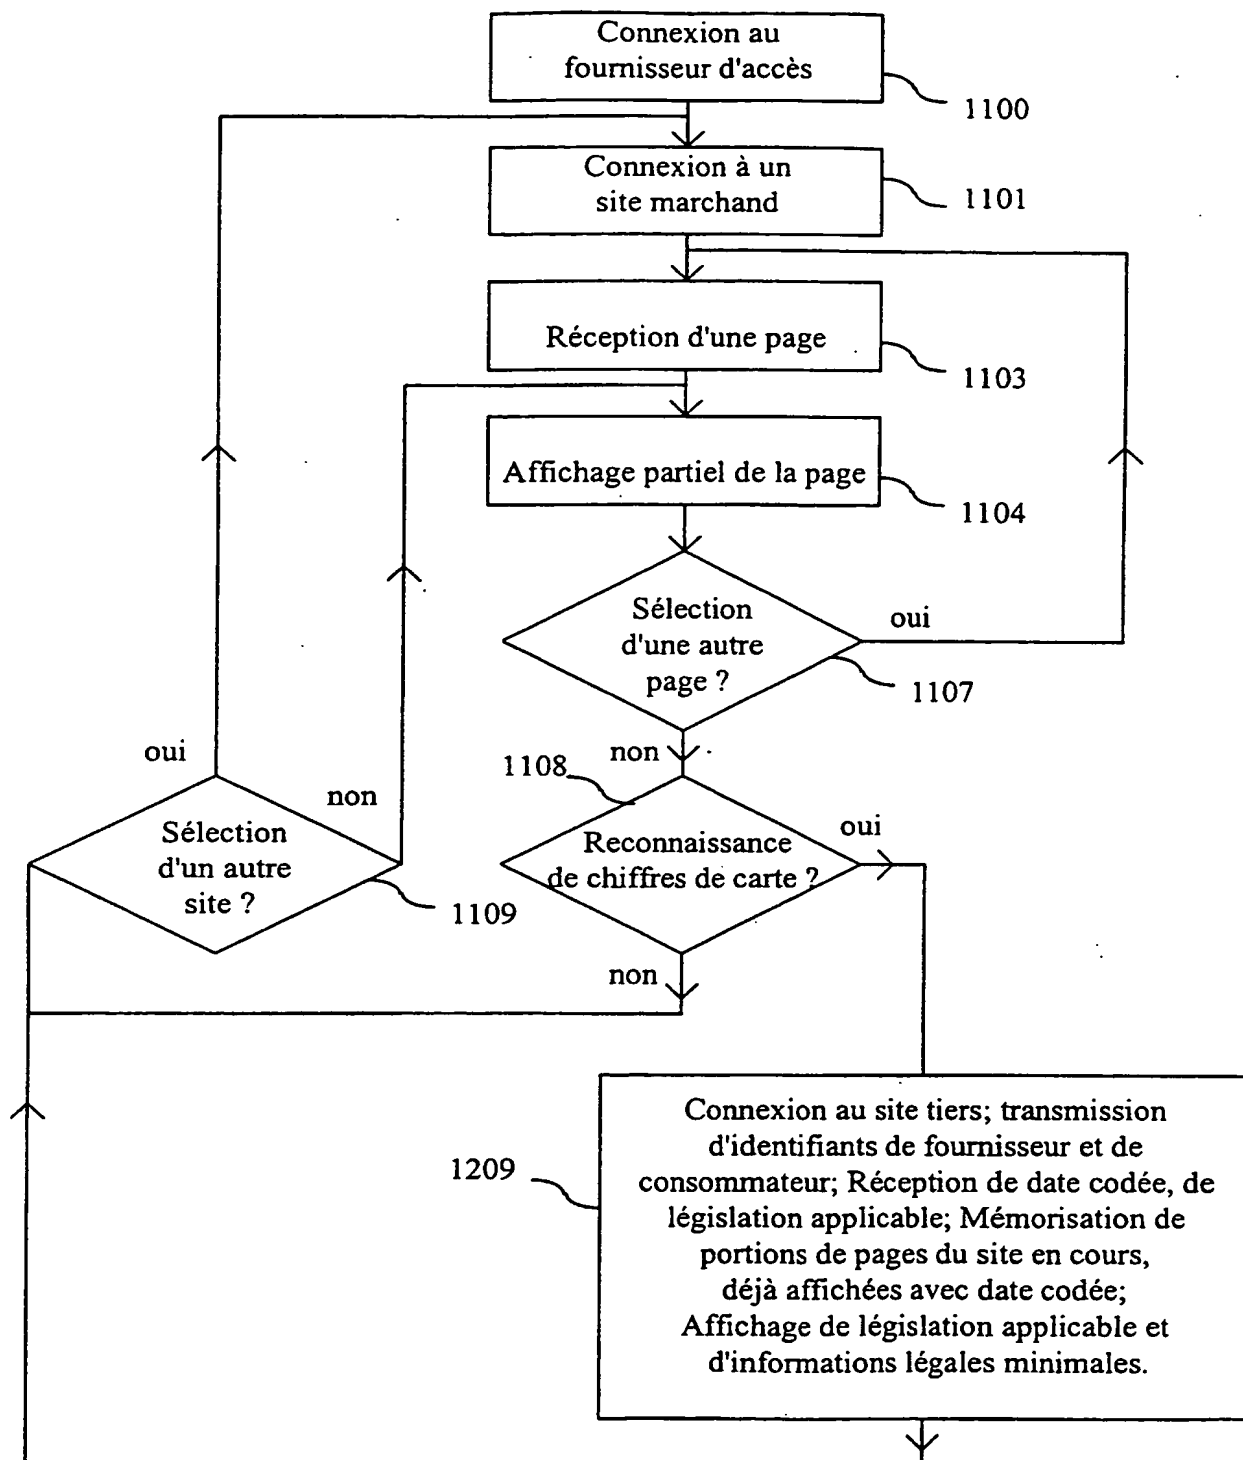 Connexion au
fournisseur d'accès
1100
Connexion à un
site marchand
1101
Réception d'une page
1103
Affichage partiel de la page
1104
Sélection
d'une autre
page ?
oui
1107
non
oui
non
Sélection
d'un autre
site ?
1109
1108
Reconnaissance
de chiffres de carte ?
oui
non
1209
Connexion au site tiers; transmission
d'identifiants de fournisseur et de
consommateur; Réception de date codée, de
législation applicable; Mémorisation de
portions de pages du site en cours,
déjà affichées avec date codée;
Affichage de législation applicable et
d'informations légales minimales.